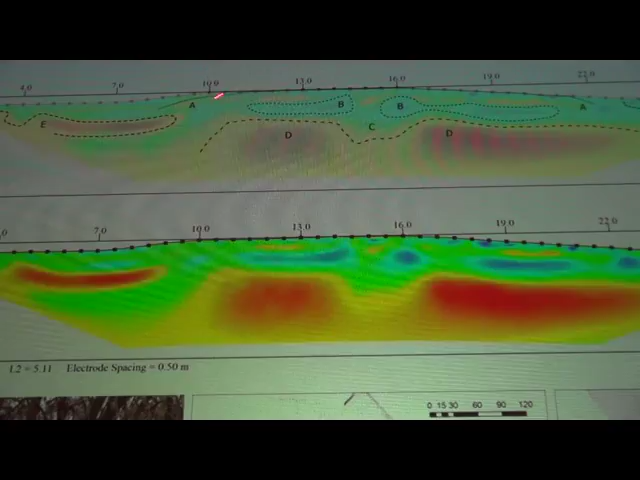 4.0 7.0 10.0 13.0 16.0 19.0 22.0
A B B A
E D C D
7.0 10.0 13.0 16.0 19.0 22.0
L2 = 5.11 Electrode Spacing = 0.50 m
0 15 30 60 90 120